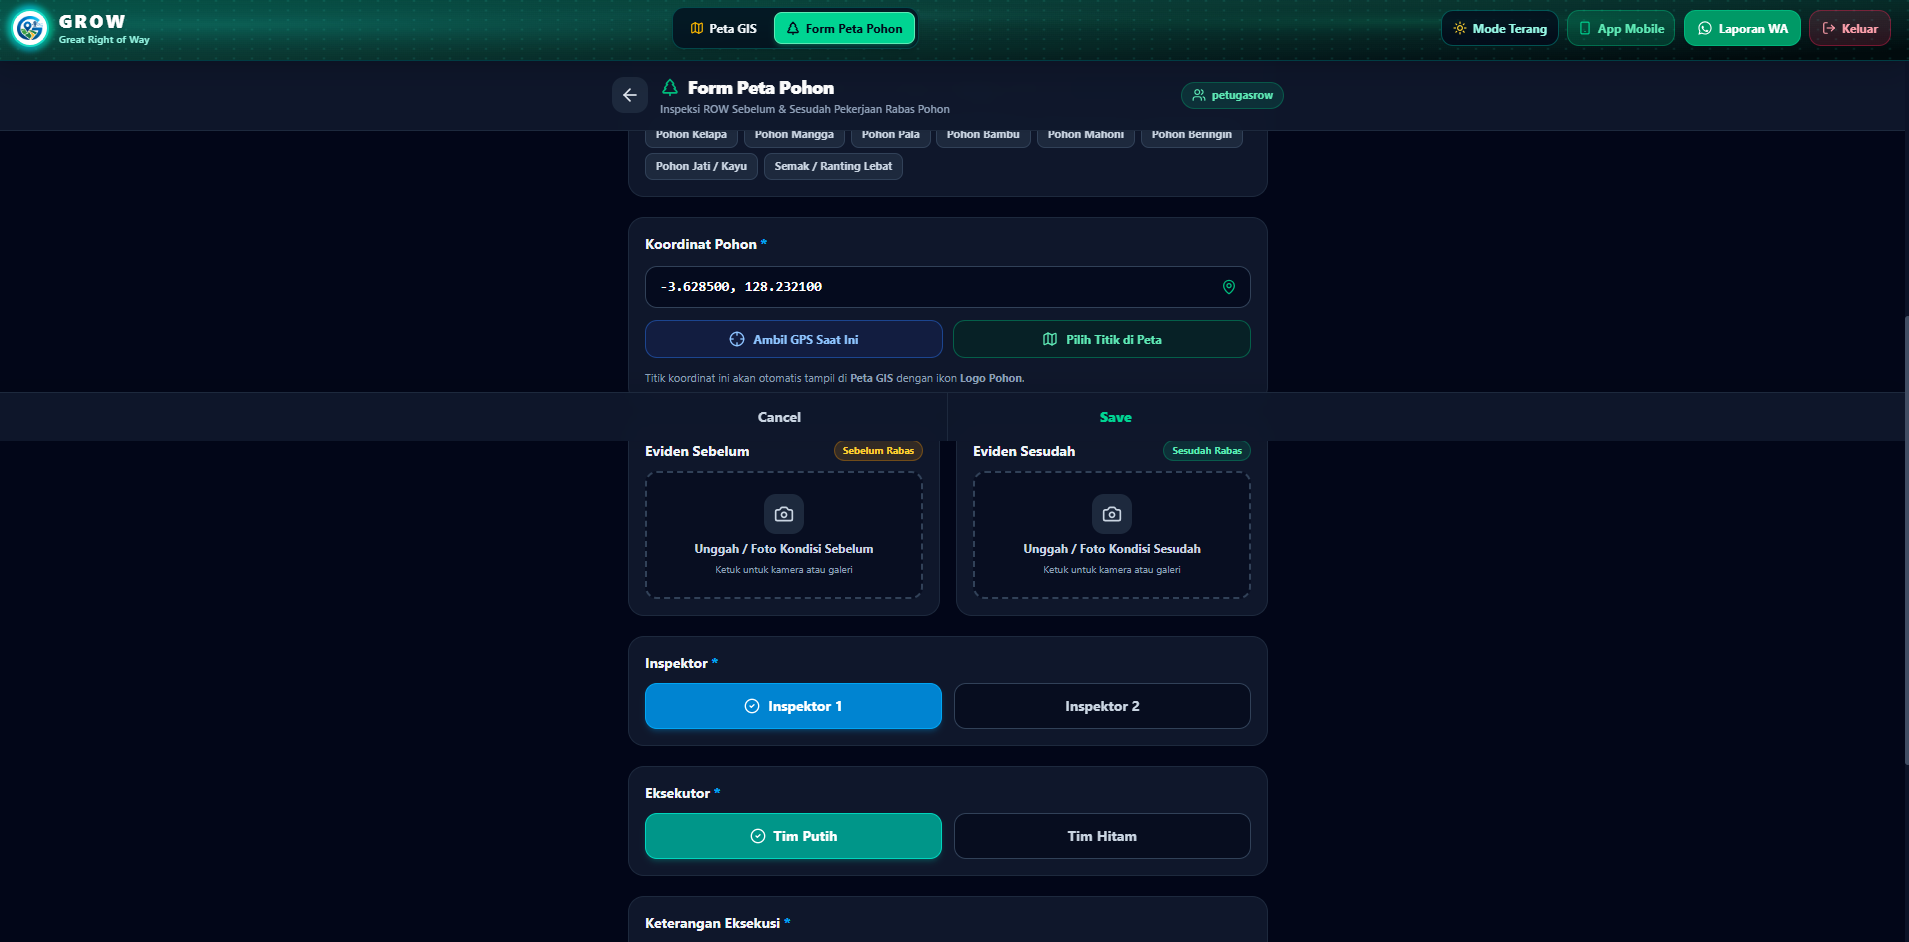 GROW
Great Right of Way
Peta GIS
Form Peta Pohon
Mode Terang
App Mobile
Laporan WA
Keluar
Form Peta Pohon
Inspeksi ROW Sebelum & Sesudah Pekerjaan Rabas Pohon
petugasrow
Pohon Kelapa
Pohon Mangga
Pohon Pala
Pohon Bambu
Pohon Mahoni
Pohon Beringin
Pohon Jati / Kayu
Semak / Ranting Lebat
Koordinat Pohon *
-3.628500, 128.232100
Ambil GPS Saat Ini
Pilih Titik di Peta
Titik koordinat ini akan otomatis tampil di Peta GIS dengan ikon Logo Pohon.
Cancel
Save
Eviden Sebelum
Sebelum Rabas
Eviden Sesudah
Sesudah Rabas
Unggah / Foto Kondisi Sebelum
Ketuk untuk kamera atau galeri
Unggah / Foto Kondisi Sesudah
Ketuk untuk kamera atau galeri
Inspektor *
Inspektor 1
Inspektor 2
Eksekutor *
Tim Putih
Tim Hitam
Keterangan Eksekusi *